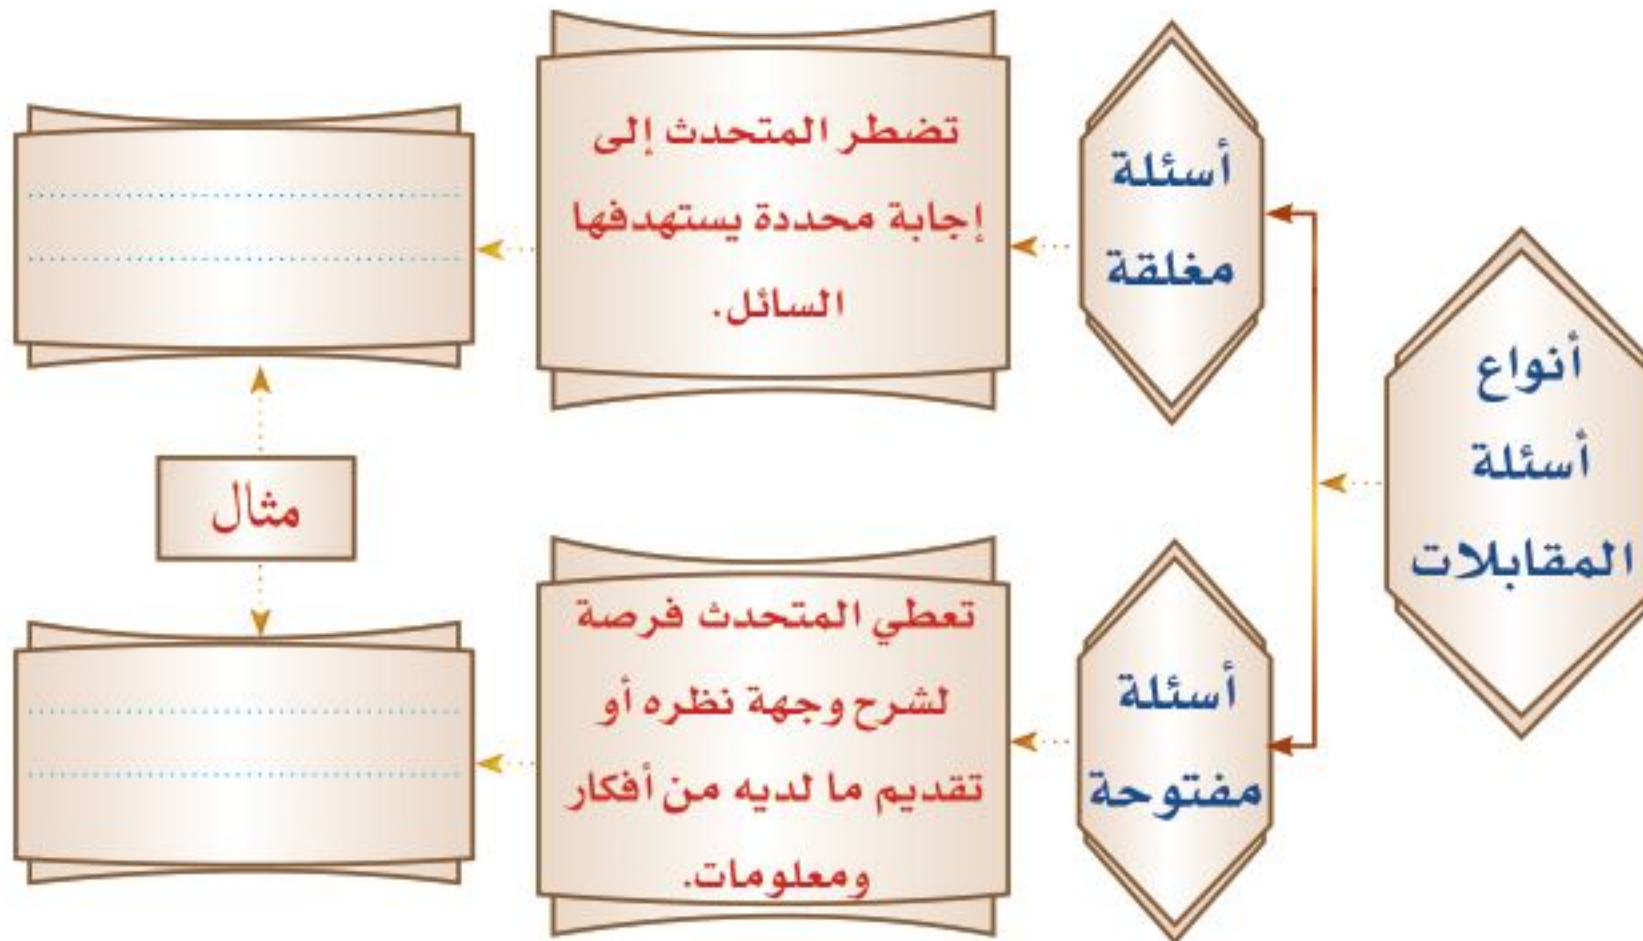 أنواع
أسئلة
المقابلات
أسئلة
مغلقة
تضطر المتحدث إلى
إجابة محددة يستهدفها
السائل.
أسئلة
مفتوحة
تعطي المتحدث فرصة
لشرح وجهة نظره أو
تقديم ما لديه من أفكار
ومعلومات.
مثال